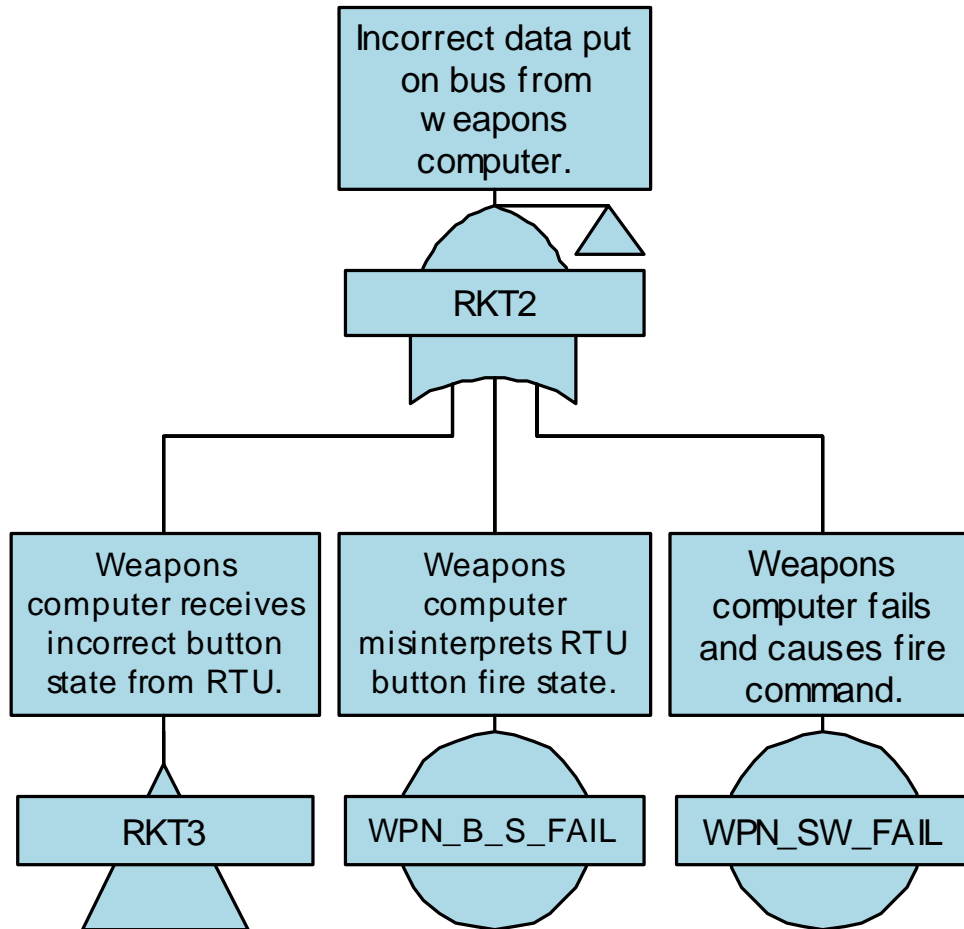 Incorrect data put
on bus from
weapons
computer.
RKT2
Weapons
computer receives
incorrect button
state from RTU.
Weapons
computer
misinterprets RTU
button fire state.
Weapons
computer fails
and causes fire
command.
RKT3
WPN_B_S_FAIL
WPN_SW_FAIL